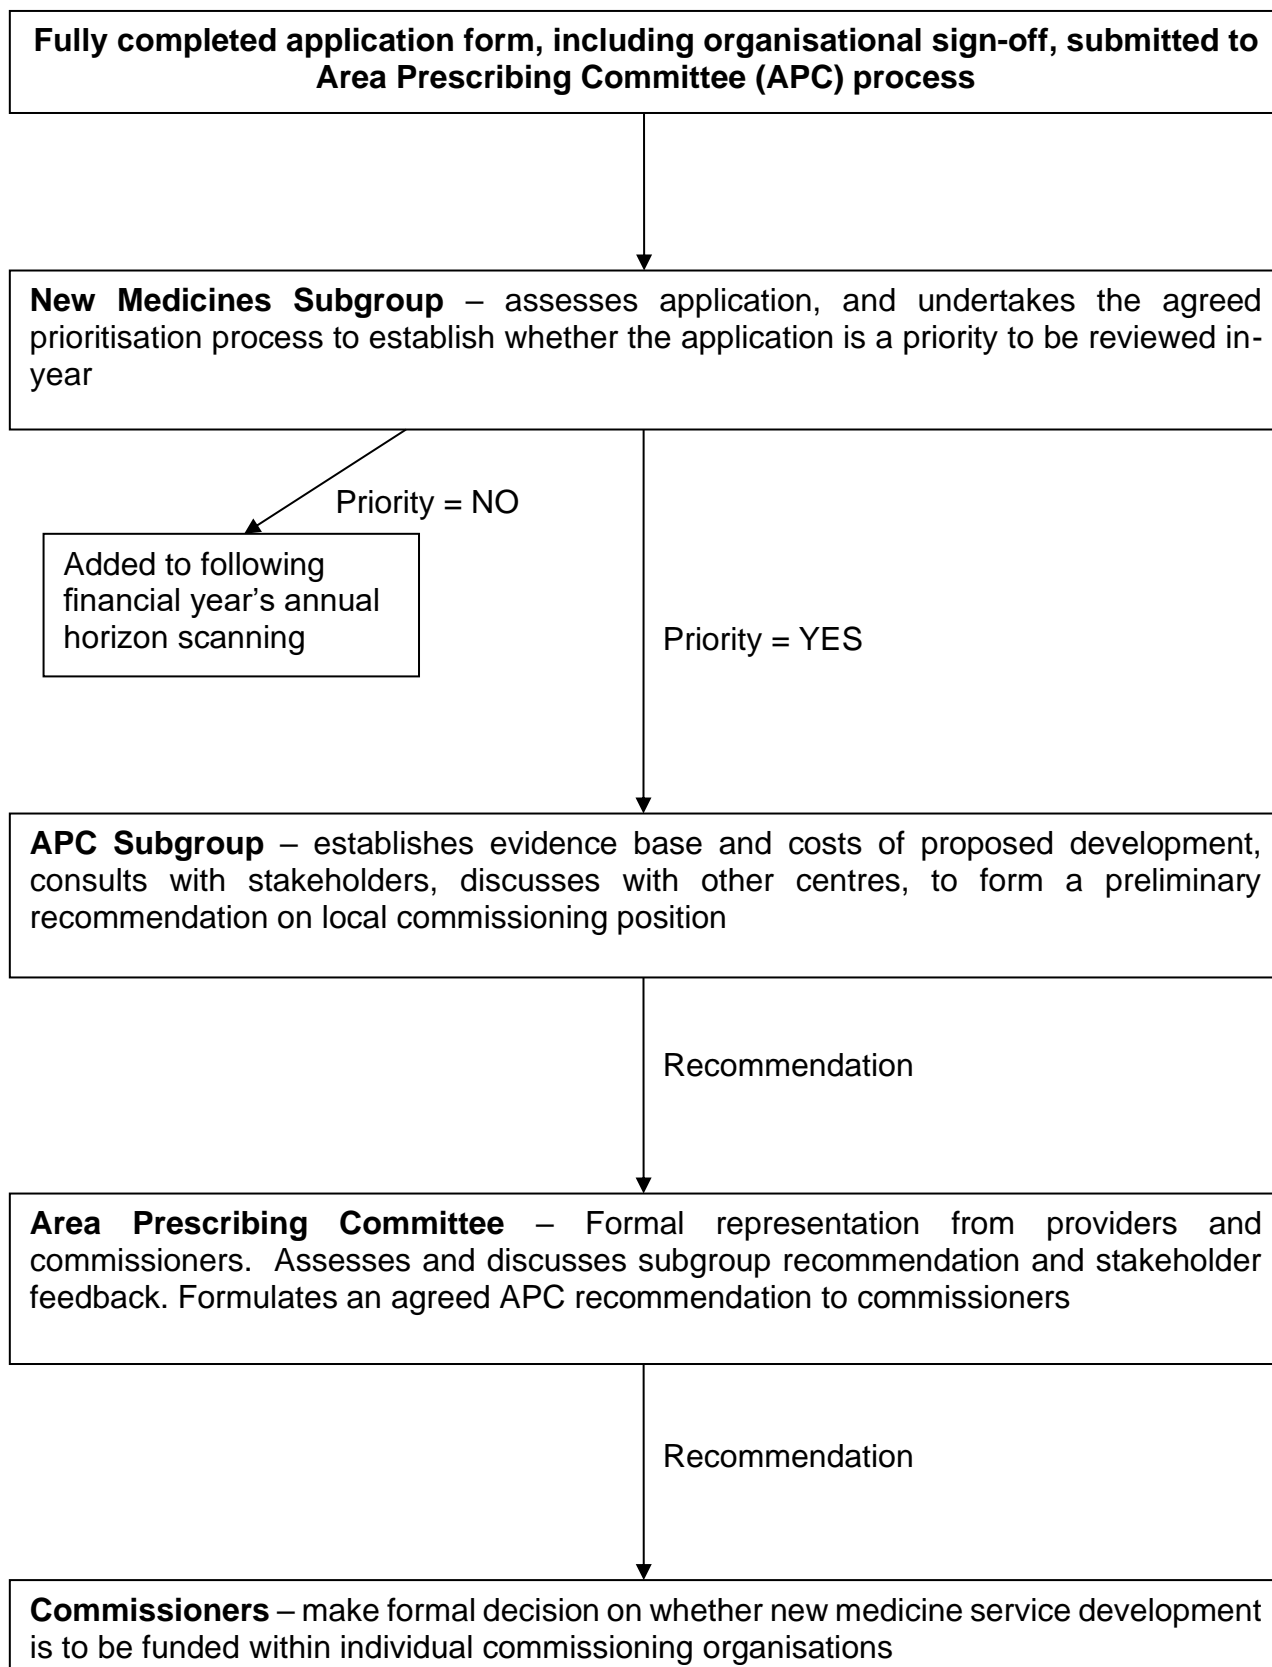 Fully completed application form, including organisational sign-off, submitted to
Area Prescribing Committee (APC) process
New Medicines Subgroup – assesses application, and undertakes the agreed
prioritisation process to establish whether the application is a priority to be reviewed in-
year
Priority = NO
Added to following
financial year’s annual
horizon scanning
Priority = YES
APC Subgroup – establishes evidence base and costs of proposed development,
consults with stakeholders, discusses with other centres, to form a preliminary
recommendation on local commissioning position
Recommendation
Area Prescribing Committee – Formal representation from providers and
commissioners. Assesses and discusses subgroup recommendation and stakeholder
feedback. Formulates an agreed APC recommendation to commissioners
Recommendation
Commissioners – make formal decision on whether new medicine service development
is to be funded within individual commissioning organisations